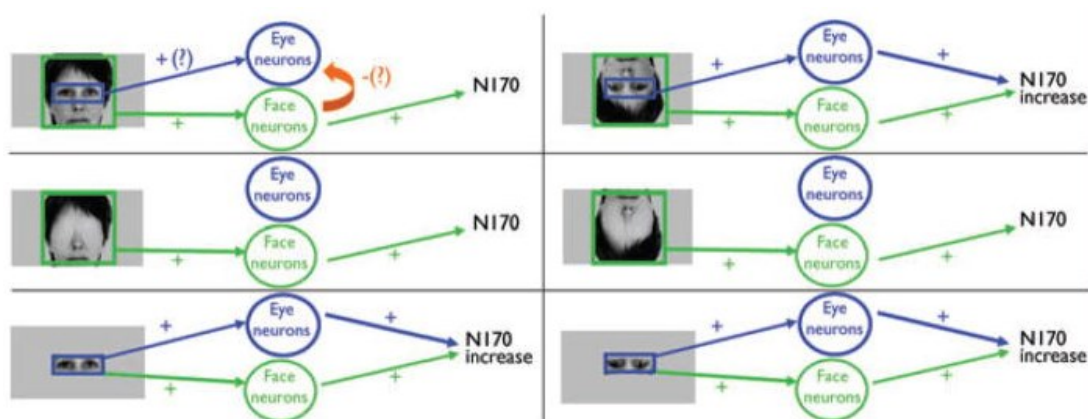 + (?)
Eye
neurons
-(?)
Face
neurons
+
+
N170
+
Eye
neurons
+
Face
neurons
+
+
N170
increase
Eye
neurons
Face
neurons
+
+
N170
Eye
neurons
Face
neurons
+
+
N170
+
Eye
neurons
+
+
Face
neurons
+
N170
increase
+
Eye
neurons
+
+
Face
neurons
+
N170
increase